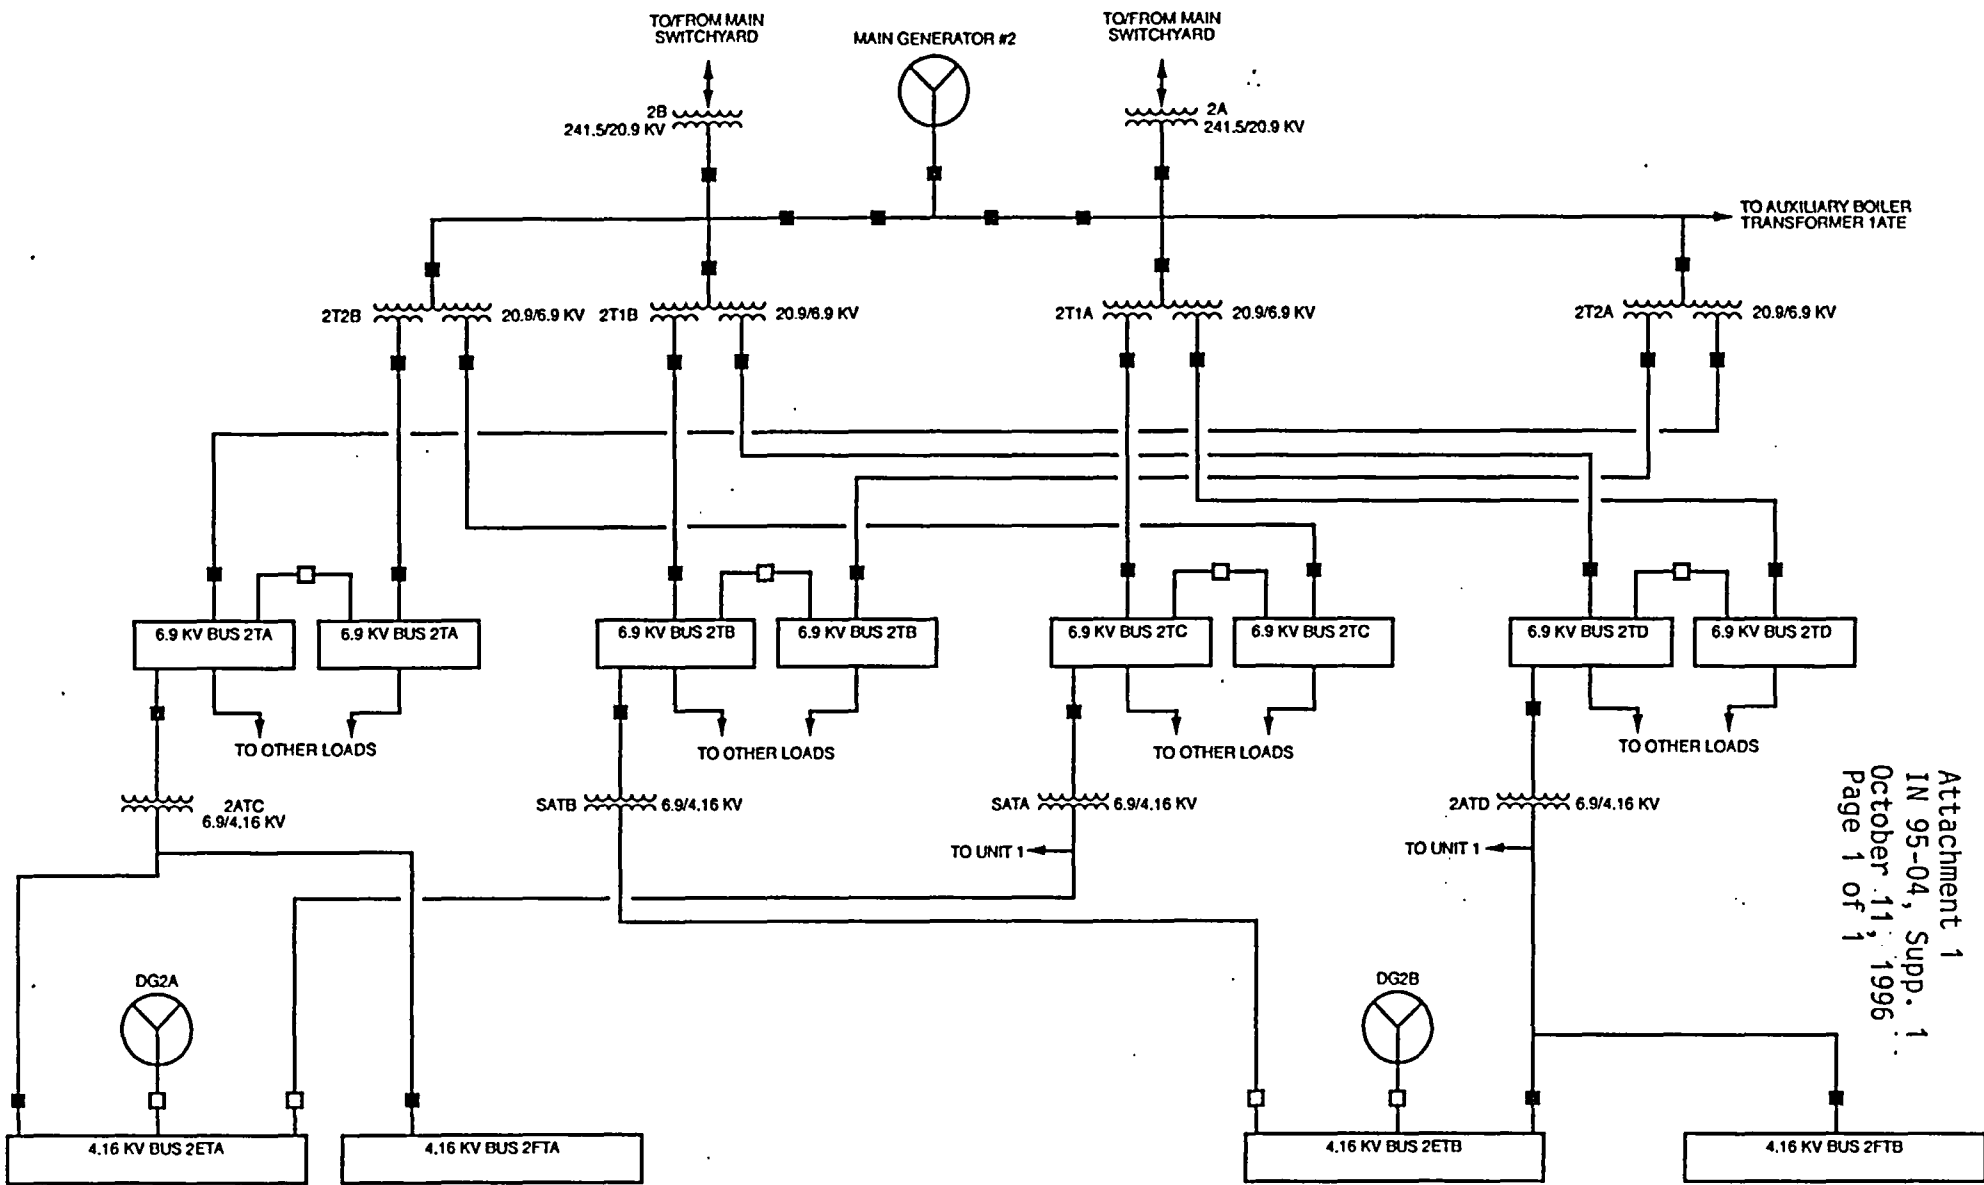 TO/FROM MAIN
SWITCHYARD
MAIN GENERATOR #2
TO/FROM MAIN
SWITCHYARD
2B
241.5/20.9 KV
2A
241.5/20.9 KV
TO AUXILIARY BOILER
TRANSFORMER 1ATE
2T2B
20.9/6.9 KV
2T1B
20.9/6.9 KV
2T1A
20.9/6.9 KV
2T2A
20.9/6.9 KV
6.9 KV BUS 2TA
6.9 KV BUS 2TA
6.9 KV BUS 2TB
6.9 KV BUS 2TB
6.9 KV BUS 2TC
6.9 KV BUS 2TC
6.9 KV BUS 2TD
6.9 KV BUS 2TD
TO OTHER LOADS
TO OTHER LOADS
TO OTHER LOADS
TO OTHER LOADS
2ATC
6.9/4.16 KV
SATB
6.9/4.16 KV
SATA
6.9/4.16 KV
2ATD
6.9/4.16 KV
TO UNIT 1
TO UNIT 1
DG2A
DG2B
4.16 KV BUS 2ETA
4.16 KV BUS 2FTA
4.16 KV BUS 2ETB
4.16 KV BUS 2FTB
Attachment 1
IN 95-04, Supp. 1
October 11, 1996
Page 1 of 1